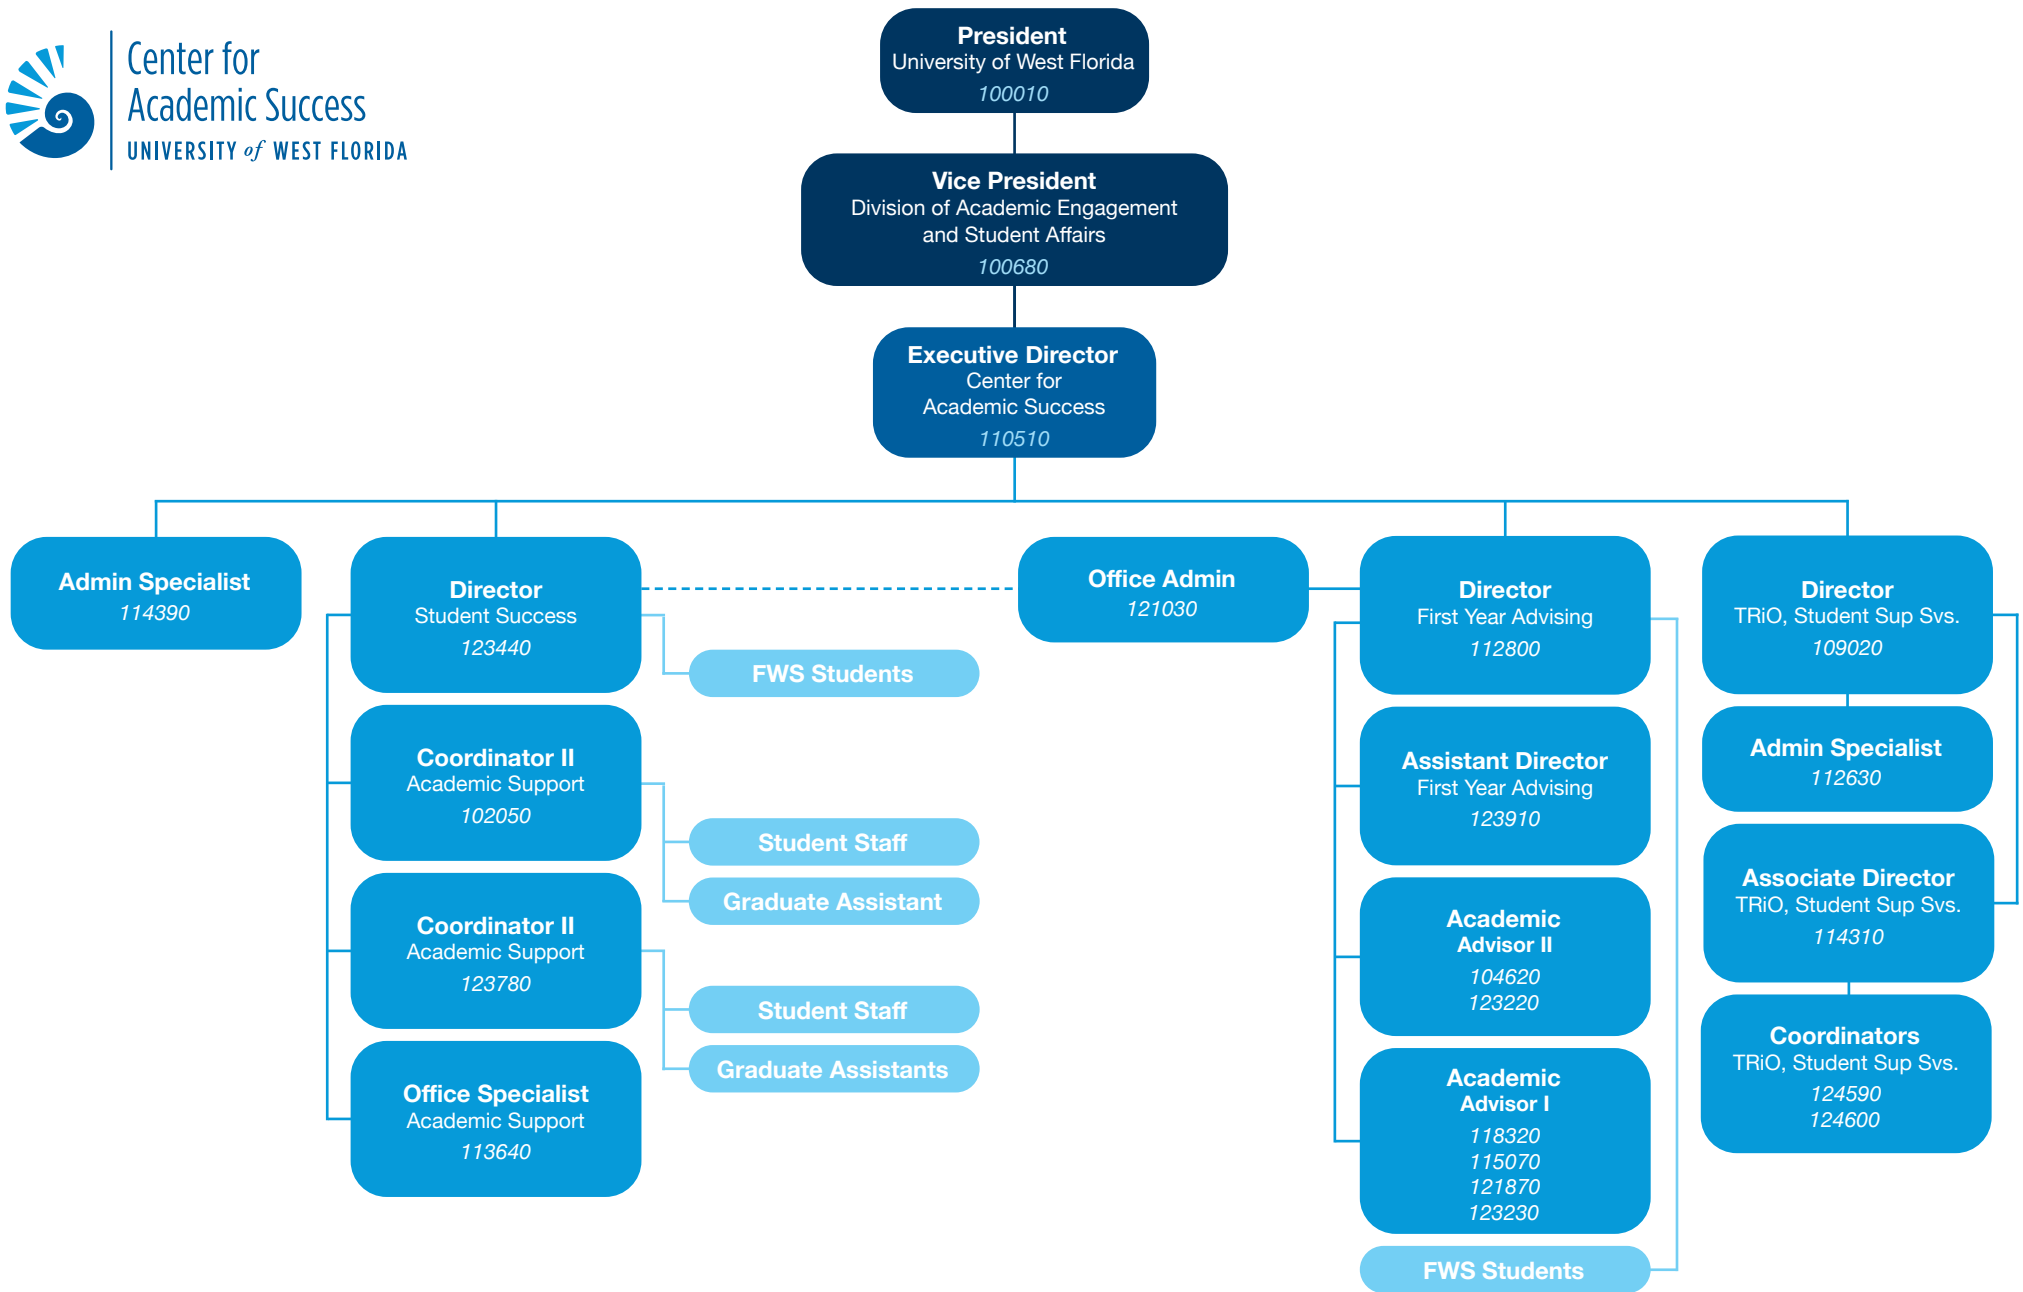 Center for
Academic Success
UNIVERSITY of WEST FLORIDA
President
University of West Florida
100010
Vice President
Division of Academic Engagement
and Student Affairs
100680
Executive Director
Center for
Academic Success
110510
Admin Specialist
114390
Director
Student Success
123440
FWS Students
Coordinator II
Academic Support
102050
Student Staff
Graduate Assistant
Coordinator II
Academic Support
123780
Student Staff
Graduate Assistants
Office Specialist
Academic Support
113640
Office Admin
121030
Director
First Year Advising
112800
Assistant Director
First Year Advising
123910
Academic
Advisor II
104620
123220
Academic
Advisor I
118320
115070
121870
123230
FWS Students
Director
TRiO, Student Sup Svs.
109020
Admin Specialist
112630
Associate Director
TRiO, Student Sup Svs.
114310
Coordinators
TRiO, Student Sup Svs.
124590
124600